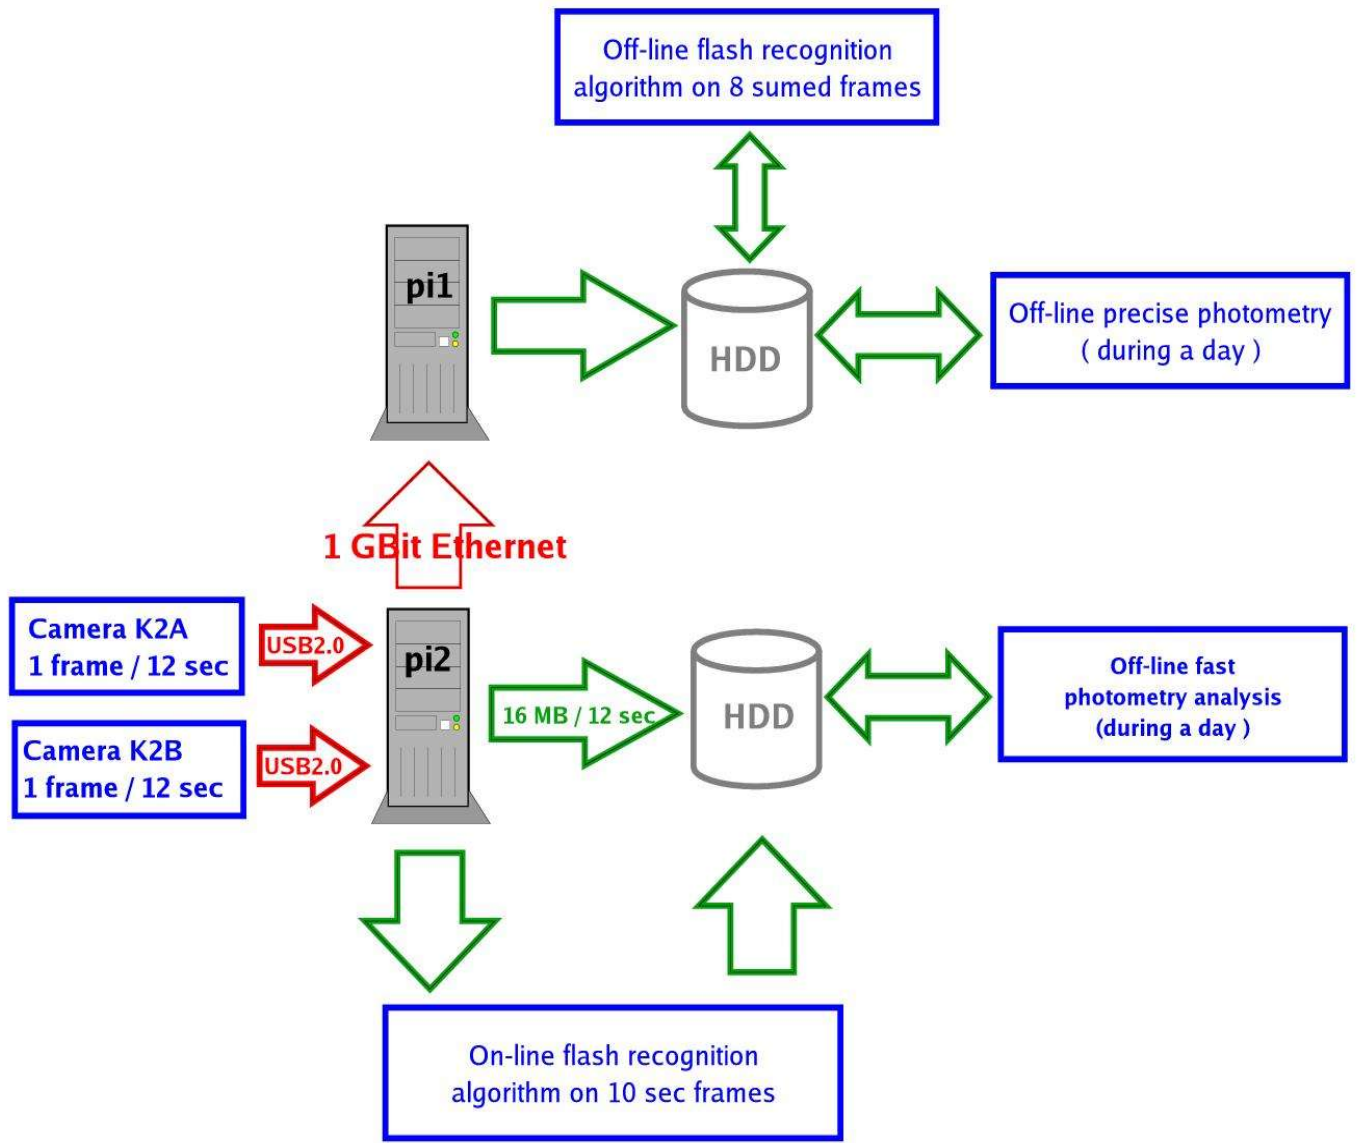 Off-line flash recognition
algorithm on 8 sumed frames
pi1
HDD
Off-line precise photometry
( during a day )
1 GBit Ethernet
Camera K2A
1 frame / 12 sec
USB2.0
pi2
16 MB / 12 sec
HDD
Off-line fast
photometry analysis
(during a day )
Camera K2B
1 frame / 12 sec
USB2.0
On-line flash recognition
algorithm on 10 sec frames